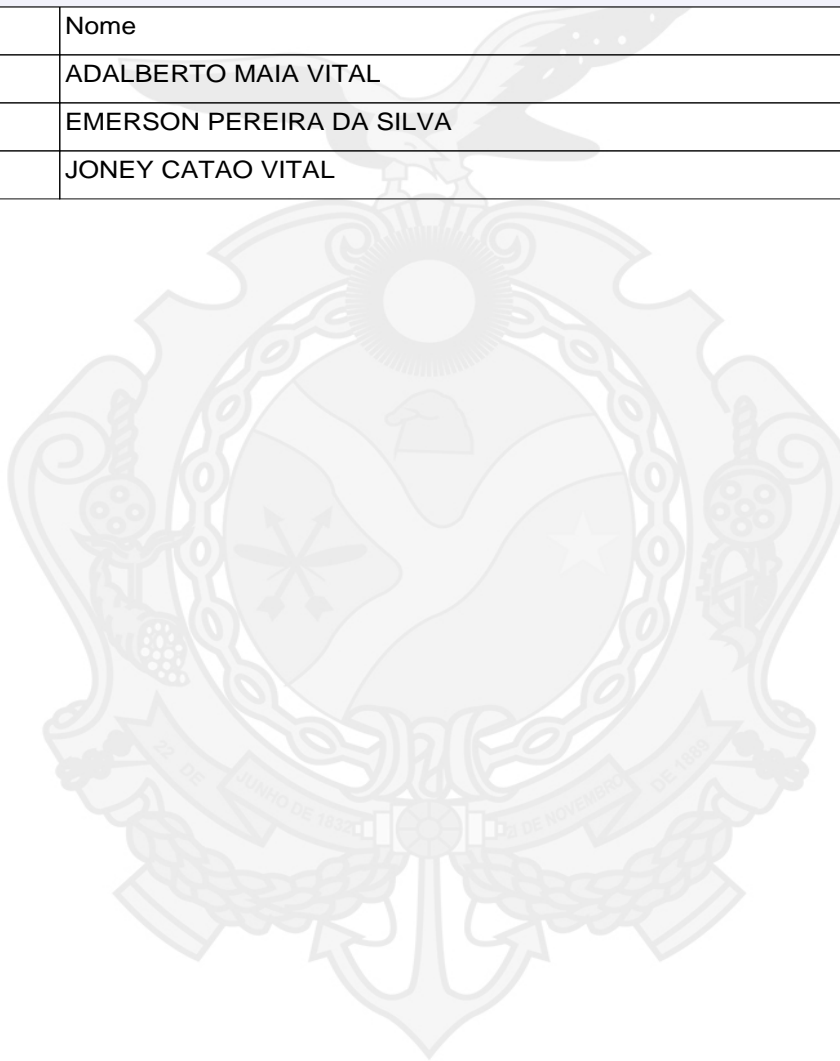 Nome
ADALBERTO MAIA VITAL
EMERSON PEREIRA DA SILVA
JONEY CATAO VITAL
22 DE
JUNHO DE 1832
DE NOVEMBRO
DE 1889